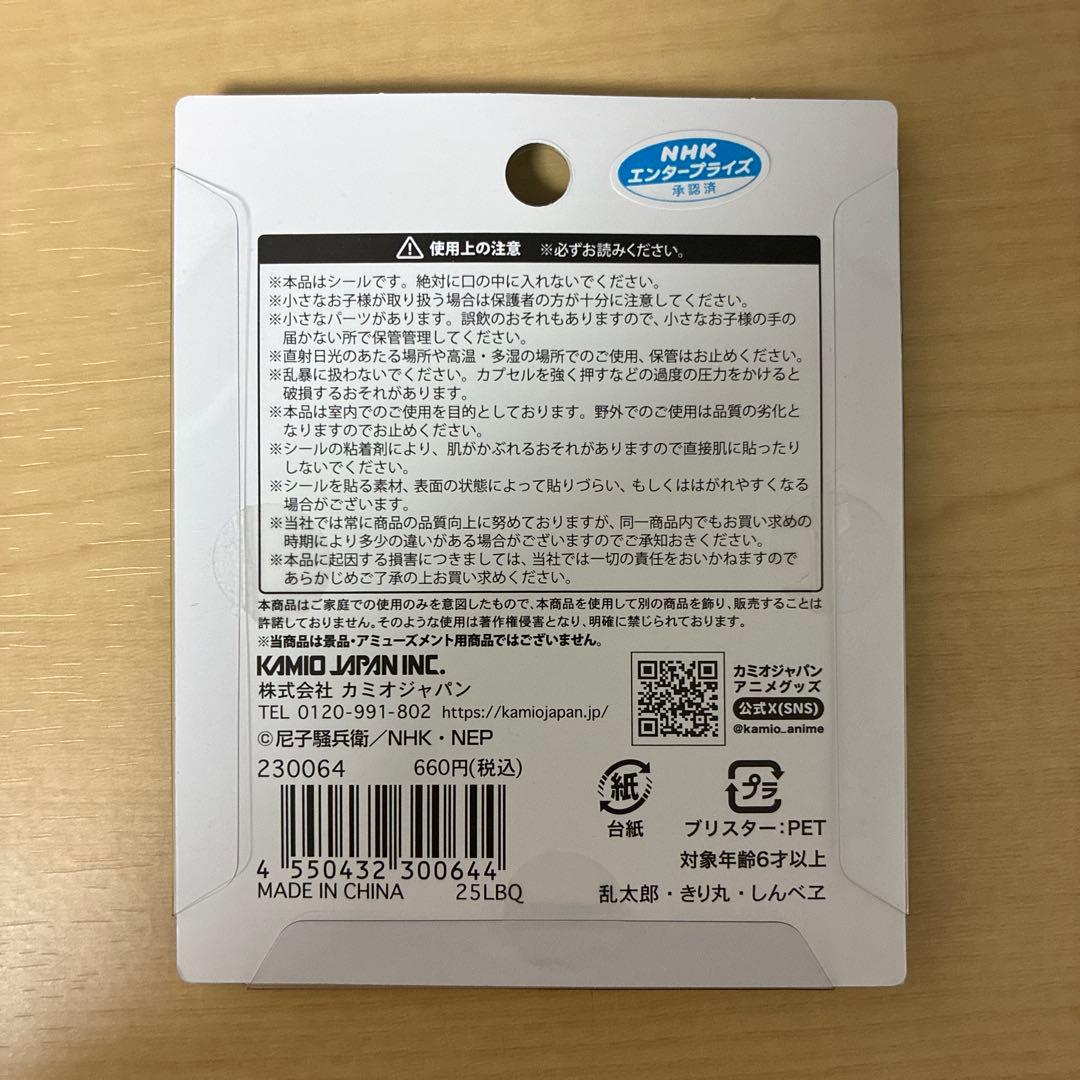 NHK
エンタープライズ
承認済
使用上の注意 ※必ずお読みください。
※本品はシールです。絶対に口の中に入れないでください。
※小さなお子様が取り扱う場合は保護者の方が十分に注意してください。
※小さなパーツがあります。誤飲のおそれもありますので、小さなお子様の手の
届かない所で保管管理してください。
※直射日光のあたる場所や高温・多湿の場所でのご使用、保管はお止めください。
※乱暴に扱わないでください。カプセルを強く押すなどの過度の圧力をかけると
破損するおそれがあります。
※本品は室内でのご使用を目的としております。野外でのご使用は品質の劣化と
なりますのでお止めください。
※シールの粘着剤により、肌がかぶれるおそれがありますので直接肌に貼ったり
しないでください。
※シールを貼る素材、表面の状態によって貼りづらい、もしくははがれやすくなる
場合がございます。
※当社では常に商品の品質向上に努めておりますが、同一商品内でもお買い求めの
時期により多少の違いがある場合がございますのでご承知おきください。
※本品に起因する損害につきましては、当社では一切の責任をおいかねますので
あらかじめご了承の上お買い求めください。
本商品はご家庭での使用のみを意図したもので、本商品を使用して別の商品を飾り、販売することは
許諾しておりません。そのような使用は著作権侵害となり、明確に禁じられております。
※当商品は景品・アミューズメント用商品ではございません。
KAMIO JAPAN INC.
株式会社 カミオジャパン
TEL 0120-991-802 https://kamiojapan.jp/
©尼子騒兵衛／NHK・NEP
カミオジャパン
アニメグッズ
公式X(SNS)
@kamio_anime
230064 660円(税込)
4 550432 300644
MADE IN CHINA 25LBQ
紙
台紙
プラ
ブリスター：PET
対象年齢6才以上
乱太郎・きり丸・しんべヱ